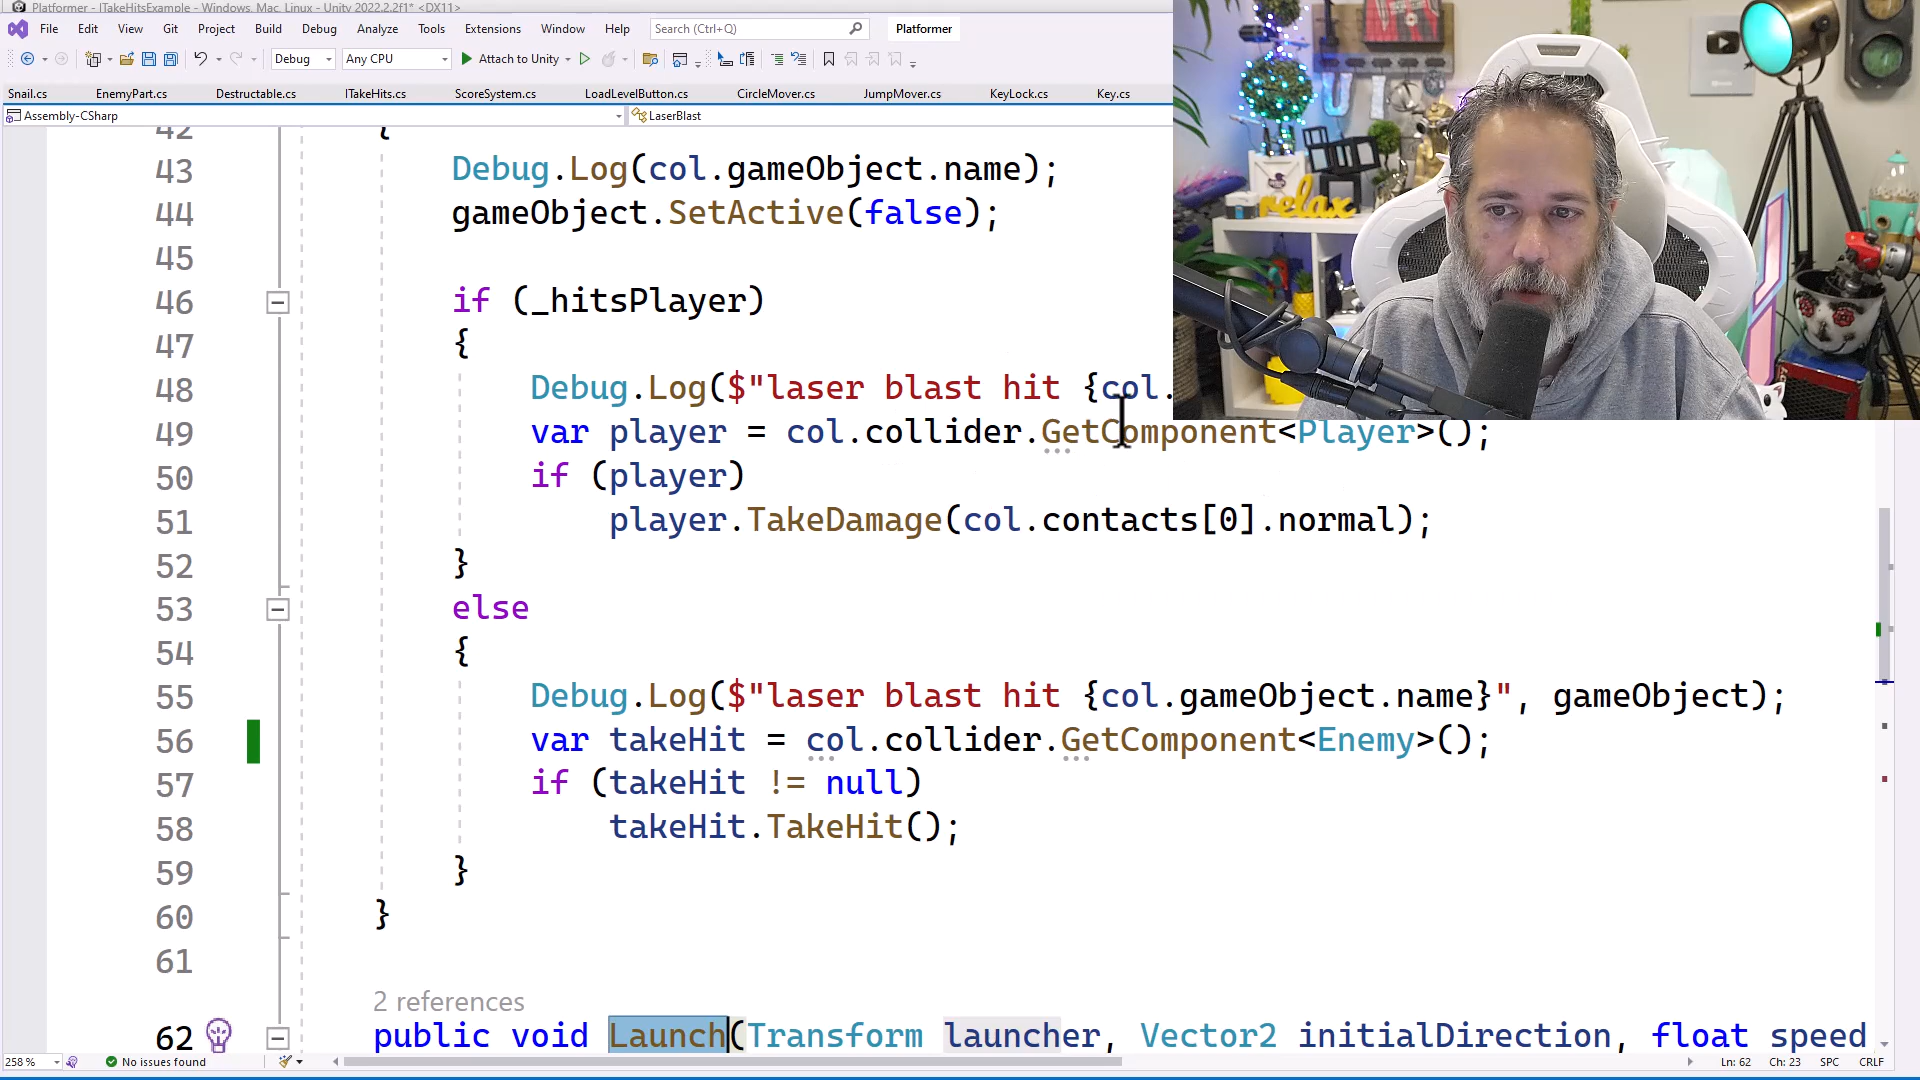 Platformer - ITakeHitsExample - Windows, Mac, Linux - Unity 2022.2.2f1* <DX11>
File Edit View Git Project Build Debug Analyze Tools Extensions Window Help Search (Ctrl+Q) Platformer
Debug Any CPU Attach to Unity
Snail.cs EnemyPart.cs Destructable.cs ITakeHits.cs ScoreSystem.cs LoadLevelButton.cs CircleMover.cs JumpMover.cs KeyLock.cs Key.cs
Assembly-CSharp LaserBlast
42 {
43 Debug.Log(col.gameObject.name);
44 gameObject.SetActive(false);
45
46 if (_hitsPlayer)
47 {
48 Debug.Log($"laser blast hit {col.
49 var player = col.collider.GetComponent<Player>();
50 if (player)
51 player.TakeDamage(col.contacts[0].normal);
52 }
53 else
54 {
55 Debug.Log($"laser blast hit {col.gameObject.name}", gameObject);
56 var takeHit = col.collider.GetComponent<Enemy>();
57 if (takeHit != null)
58 takeHit.TakeHit();
59 }
60 }
61
2 references
62 public void Launch(Transform launcher, Vector2 initialDirection, float speed
258 % No issues found Ln: 62 Ch: 23 SPC CRLF
relax